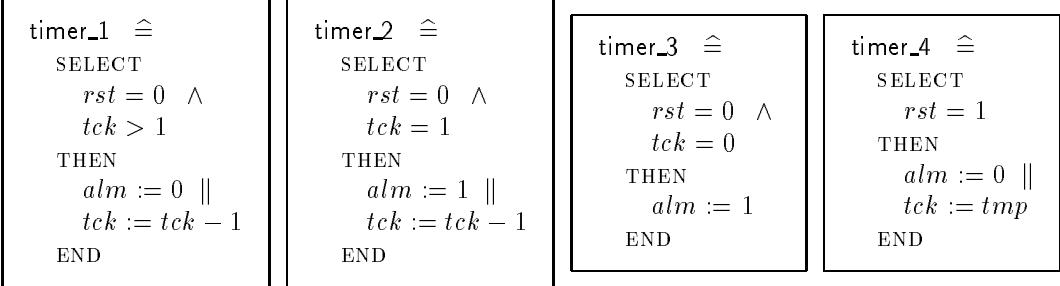 timer_1 ≙
SELECT
rst = 0 ∧
tck > 1
THEN
alm := 0 ∥
tck := tck − 1
END
timer_2 ≙
SELECT
rst = 0 ∧
tck = 1
THEN
alm := 1 ∥
tck := tck − 1
END
timer_3 ≙
SELECT
rst = 0 ∧
tck = 0
THEN
alm := 1
END
timer_4 ≙
SELECT
rst = 1
THEN
alm := 0 ∥
tck := tmp
END